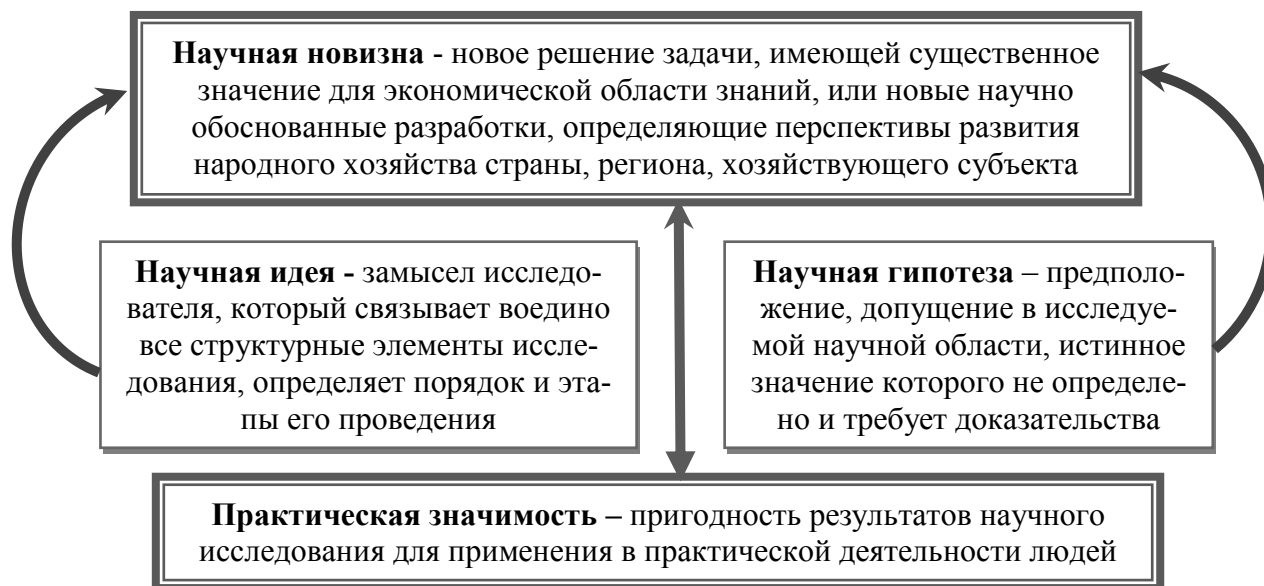 Научная новизна - новое решение задачи, имеющей существенное
значение для экономической области знаний, или новые научно
обоснованные разработки, определяющие перспективы развития
народного хозяйства страны, региона, хозяйствующего субъекта
Научная идея - замысел исследо-
вателя, который связывает воедино
все структурные элементы иссле-
дования, определяет порядок и эта-
пы его проведения
Научная гипотеза – предполо-
жение, допущение в исследуе-
мой научной области, истинное
значение которого не определе-
но и требует доказательства
Практическая значимость – пригодность результатов научного
исследования для применения в практической деятельности людей